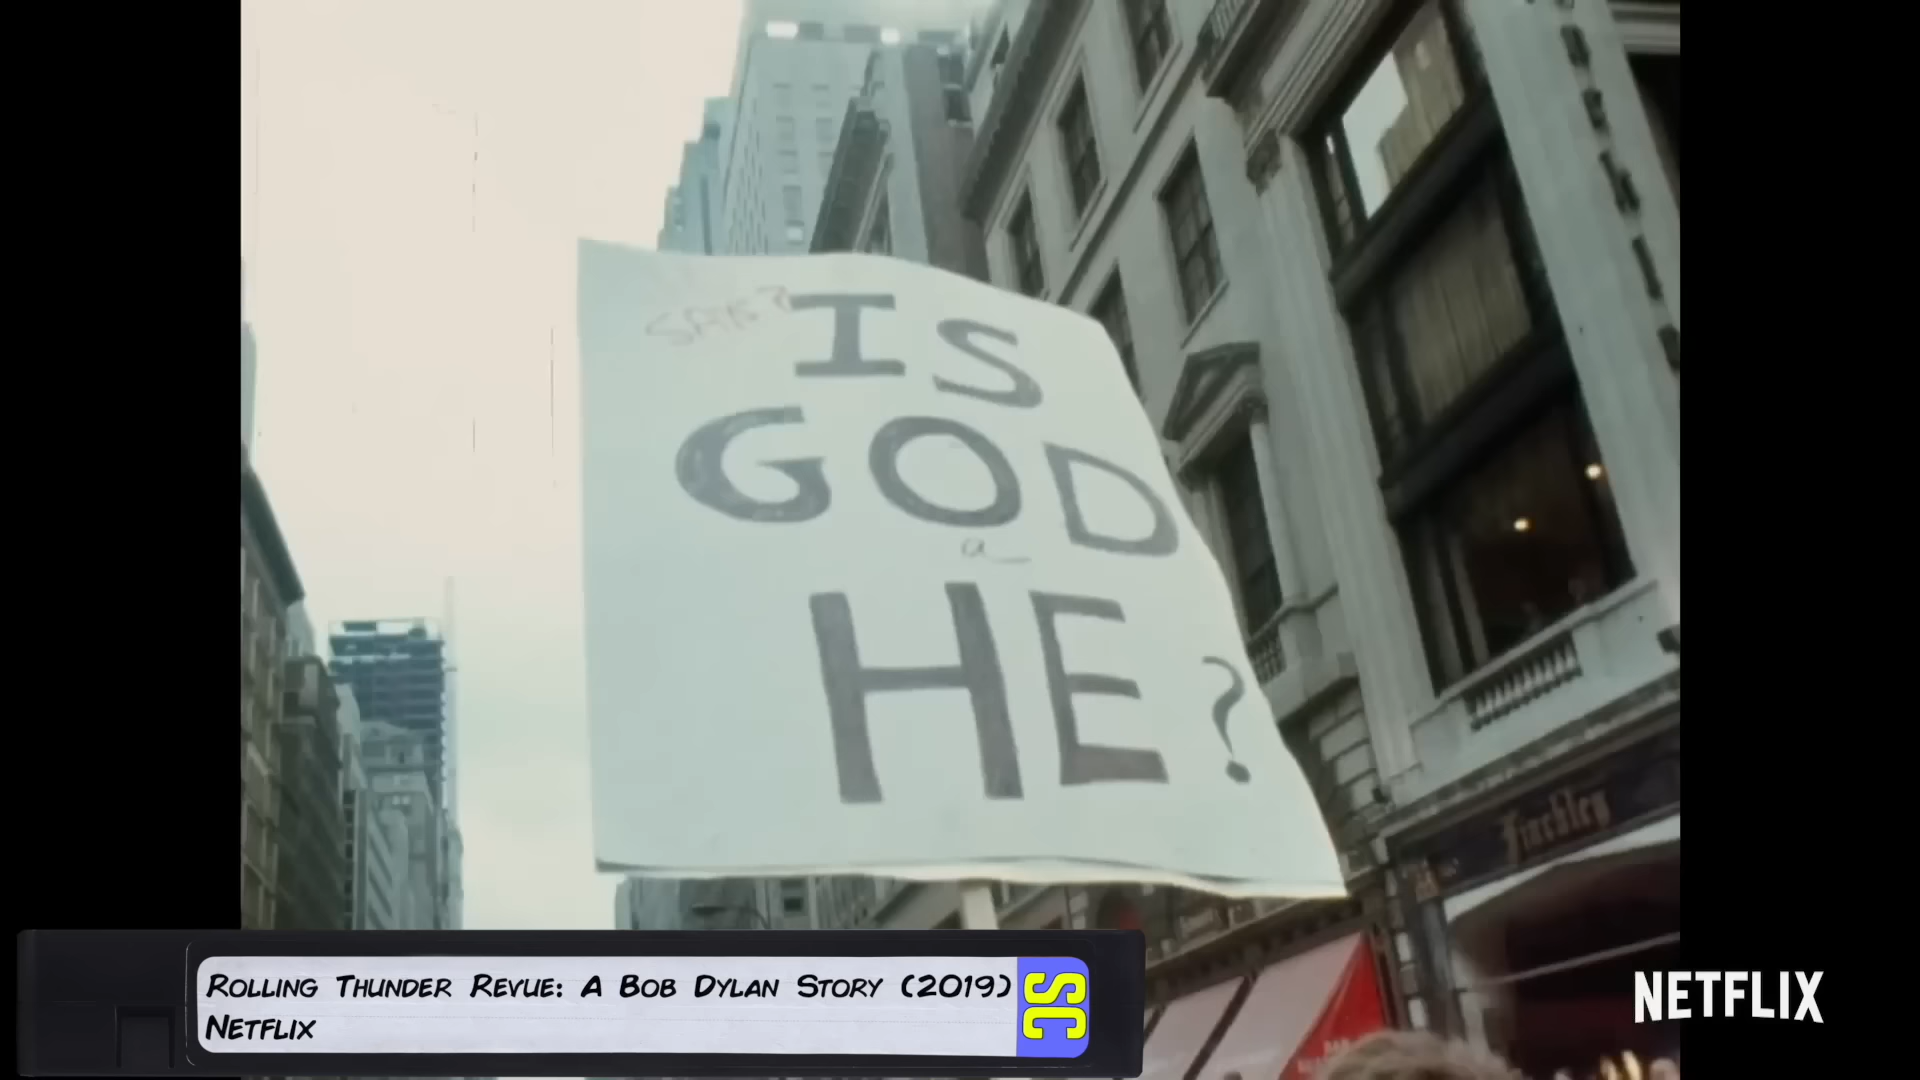 IS
GOD
a
HE?
Finchley
ROLLING THUNDER REVUE: A BOB DYLAN STORY (2019)
NETFLIX
SC
NETFLIX